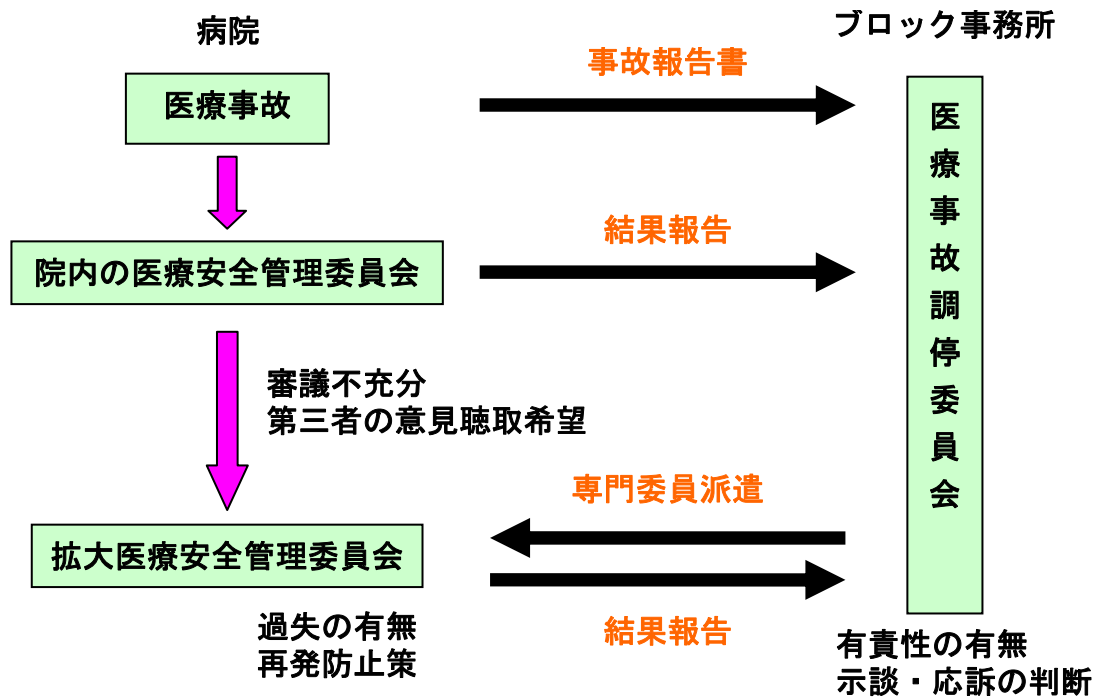 病院
ブロック事務所
医療事故
事故報告書
医療事故調停委員会
院内の医療安全管理委員会
結果報告
審議不充分
第三者の意見聴取希望
専門委員派遣
拡大医療安全管理委員会
結果報告
過失の有無
再発防止策
有責性の有無
示談・応訴の判断